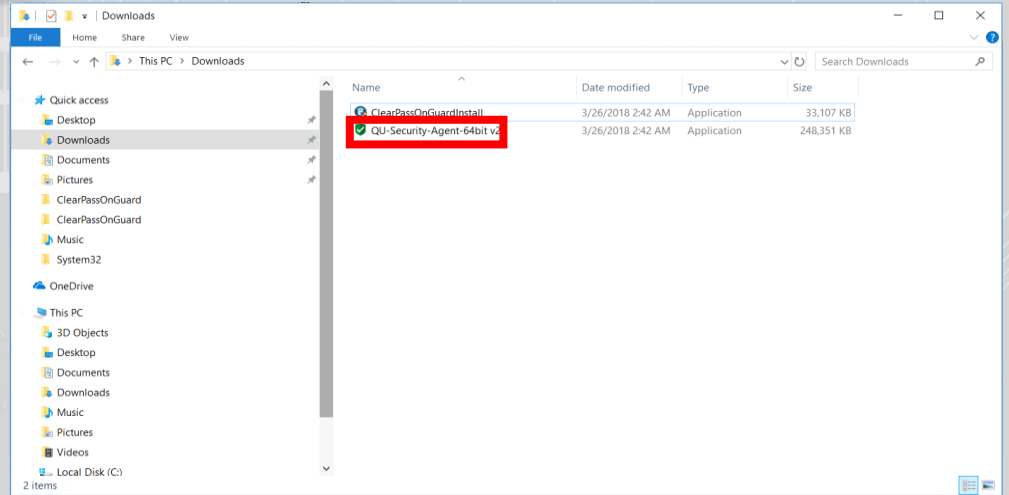 Downloads
File Home Share View
This PC > Downloads
Search Downloads
Name Date modified Type Size
ClearPassOnGuardInstall 3/26/2018 2:42 AM Application 33,107 KB
QU-Security-Agent-64bit v2 3/26/2018 2:42 AM Application 248,351 KB
Quick access
Desktop
Downloads
Documents
Pictures
ClearPassOnGuard
ClearPassOnGuard
Music
System32
OneDrive
This PC
3D Objects
Desktop
Documents
Downloads
Music
Pictures
Videos
Local Disk (C:)
2 items